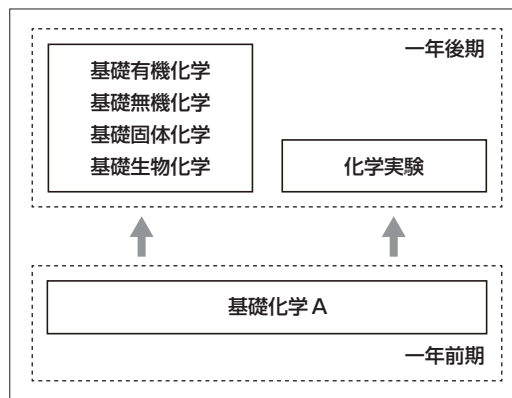 一年後期
基礎有機化学
基礎無機化学
基礎固体化学
基礎生物化学
化学実験
基礎化学A
一年前期